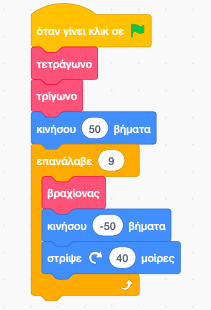 όταν γίνει κλικ σε
τετράγωνο
τρίγωνο
κινήσου 50 βήματα
επανάλαβε 9
βραχίονας
κινήσου -50 βήματα
στρίψε 40 μοίρες